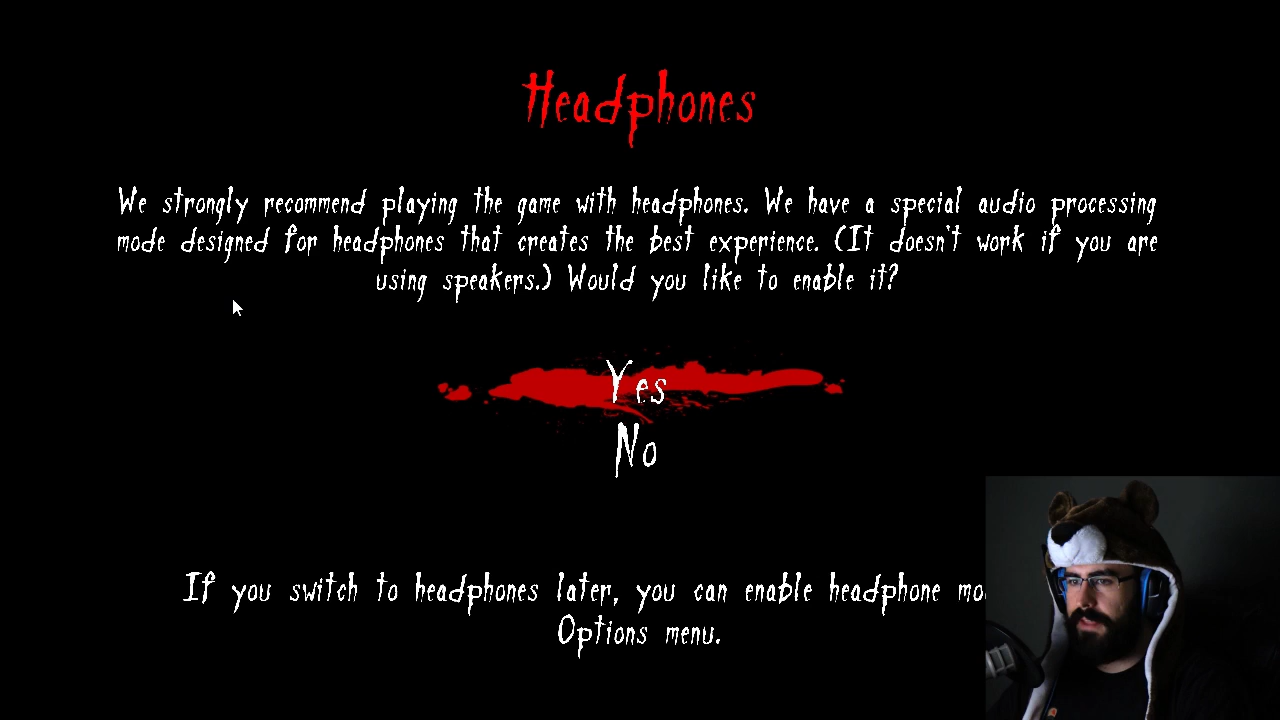 Headphones
We strongly recommend playing the game with headphones. We have a special audio processing
mode designed for headphones that creates the best experience. (It doesn't work if you are
using speakers.) Would you like to enable it?
Yes
No
If you switch to headphones later, you can enable headphone
Options menu.